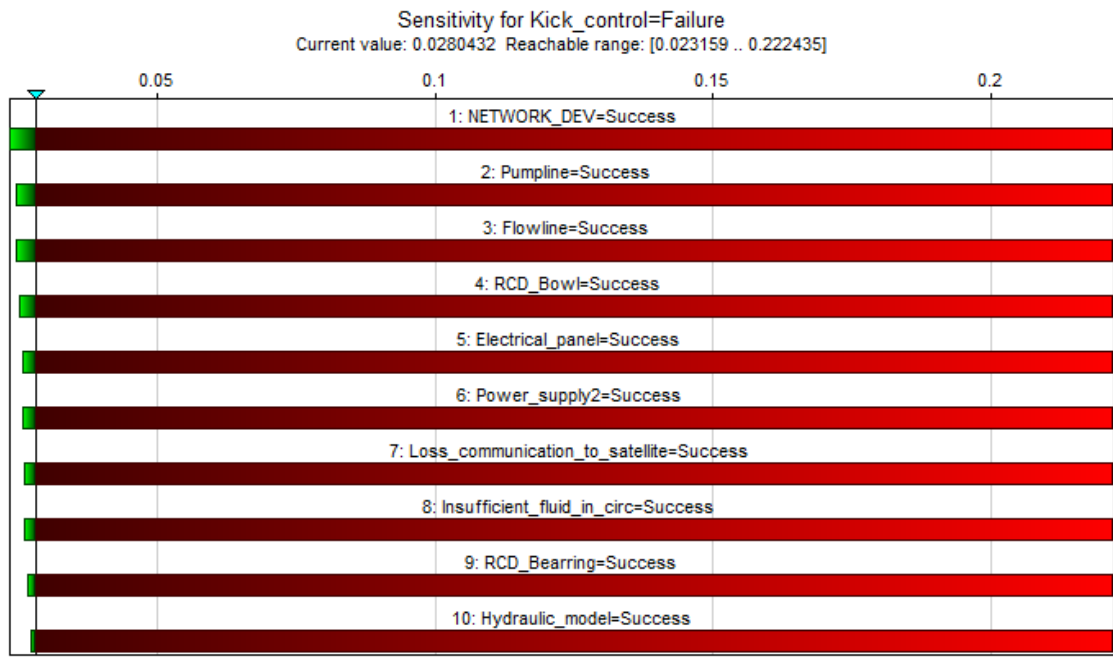 Sensitivity for Kick_control=Failure
Current value: 0.0280432 Reachable range: [0.023159 .. 0.222435]
0.05 0.1 0.15 0.2
1: NETWORK_DEV=Success
2: Pumpline=Success
3: Flowline=Success
4: RCD_Bowl=Success
5: Electrical_panel=Success
6: Power_supply2=Success
7: Loss_communication_to_satellite=Success
8: Insufficient_fluid_in_circ=Success
9: RCD_Bearring=Success
10: Hydraulic_model=Success